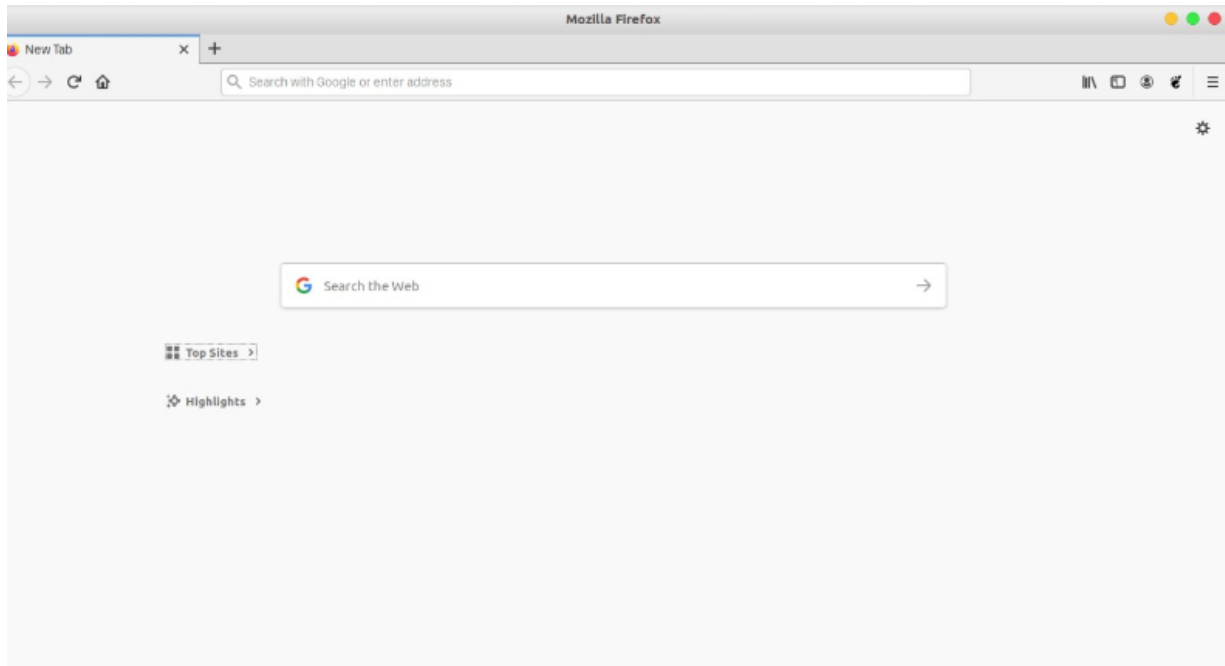 Mozilla Firefox
New Tab
Search with Google or enter address
Search the Web
Top Sites
Highlights